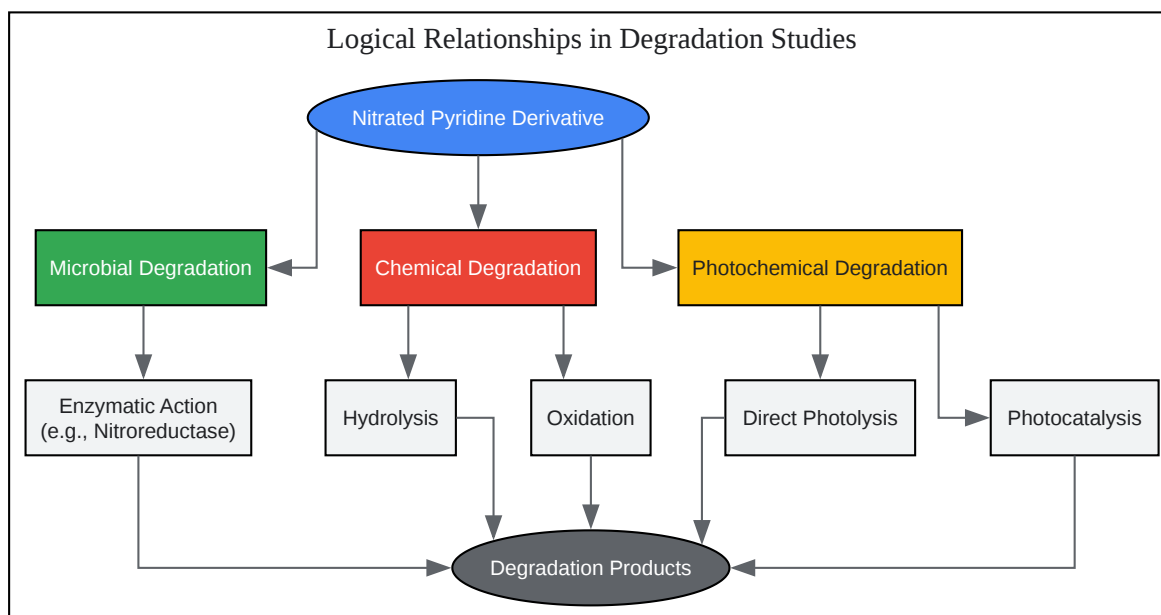 Logical Relationships in Degradation Studies
Nitrated Pyridine Derivative
Microbial Degradation
Chemical Degradation
Photochemical Degradation
Enzymatic Action
(e.g., Nitroreductase)
Hydrolysis
Oxidation
Direct Photolysis
Photocatalysis
Degradation Products